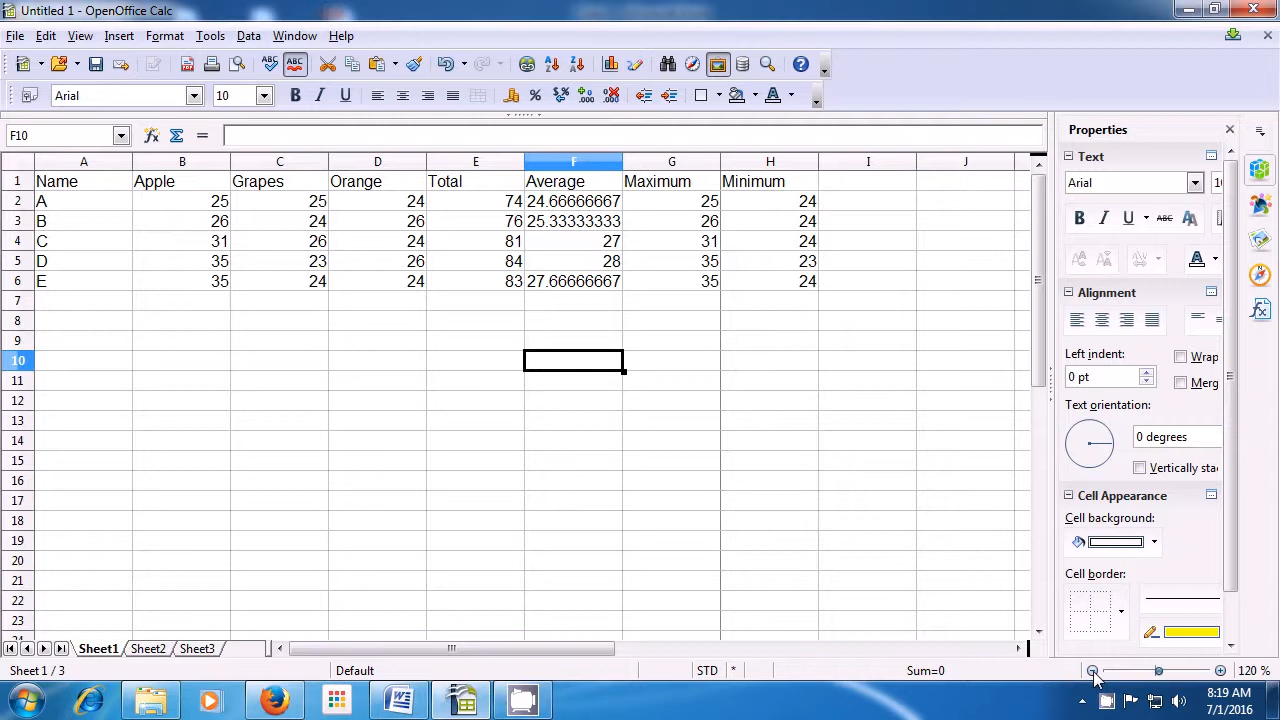 Untitled 1 - OpenOffice Calc
File Edit View Insert Format Tools Data Window Help
Arial 10
F10
Properties
Text
Arial
Alignment
Left indent:
0 pt
Text orientation:
0 degrees
Cell Appearance
Cell background:
Cell border:
A B C D E F G H I J
1 Name Apple Grapes Orange Total Average Maximum Minimum
2 A 25 25 24 74 24.66666667 25 24
3 B 26 24 26 76 25.33333333 26 24
4 C 31 26 24 81 27 31 24
5 D 35 23 26 84 28 35 23
6 E 35 24 24 83 27.66666667 35 24
7
8
9
10
11
12
13
14
15
16
17
18
19
20
21
22
23
Sheet1 Sheet2 Sheet3
Sheet 1 / 3 Default STD * Sum=0 120 %
8:19 AM
7/1/2016